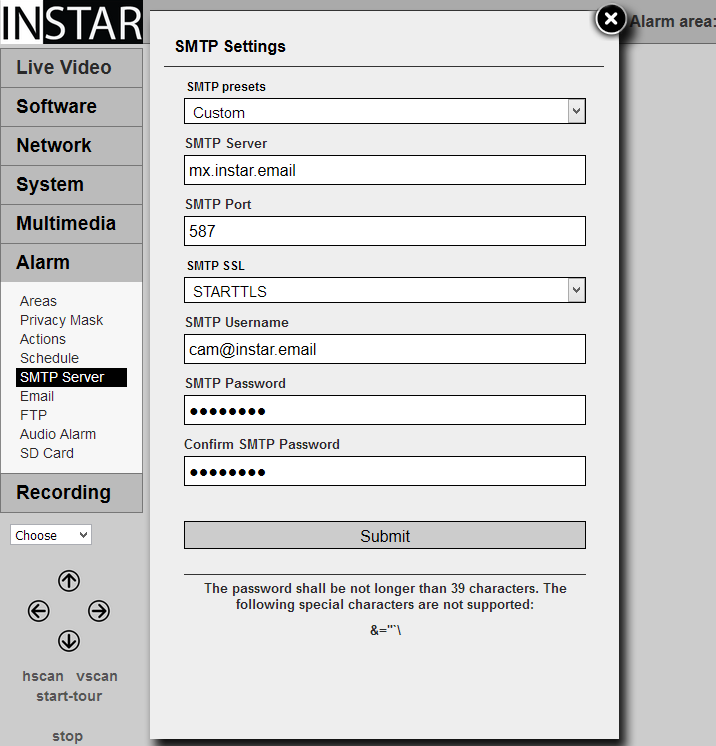 INSTAR
Alarm area:
Live Video
Software
Network
System
Multimedia
Alarm
Areas
Privacy Mask
Actions
Schedule
SMTP Server
Email
FTP
Audio Alarm
SD Card
Recording
Choose
hscan vscan
start-tour
stop
SMTP Settings
SMTP presets
Custom
SMTP Server
mx.instar.email
SMTP Port
587
SMTP SSL
STARTTLS
SMTP Username
cam@instar.email
SMTP Password
●●●●●●●●
Confirm SMTP Password
●●●●●●●●
Submit
The password shall be not longer than 39 characters. The
following special characters are not supported:
&="`\